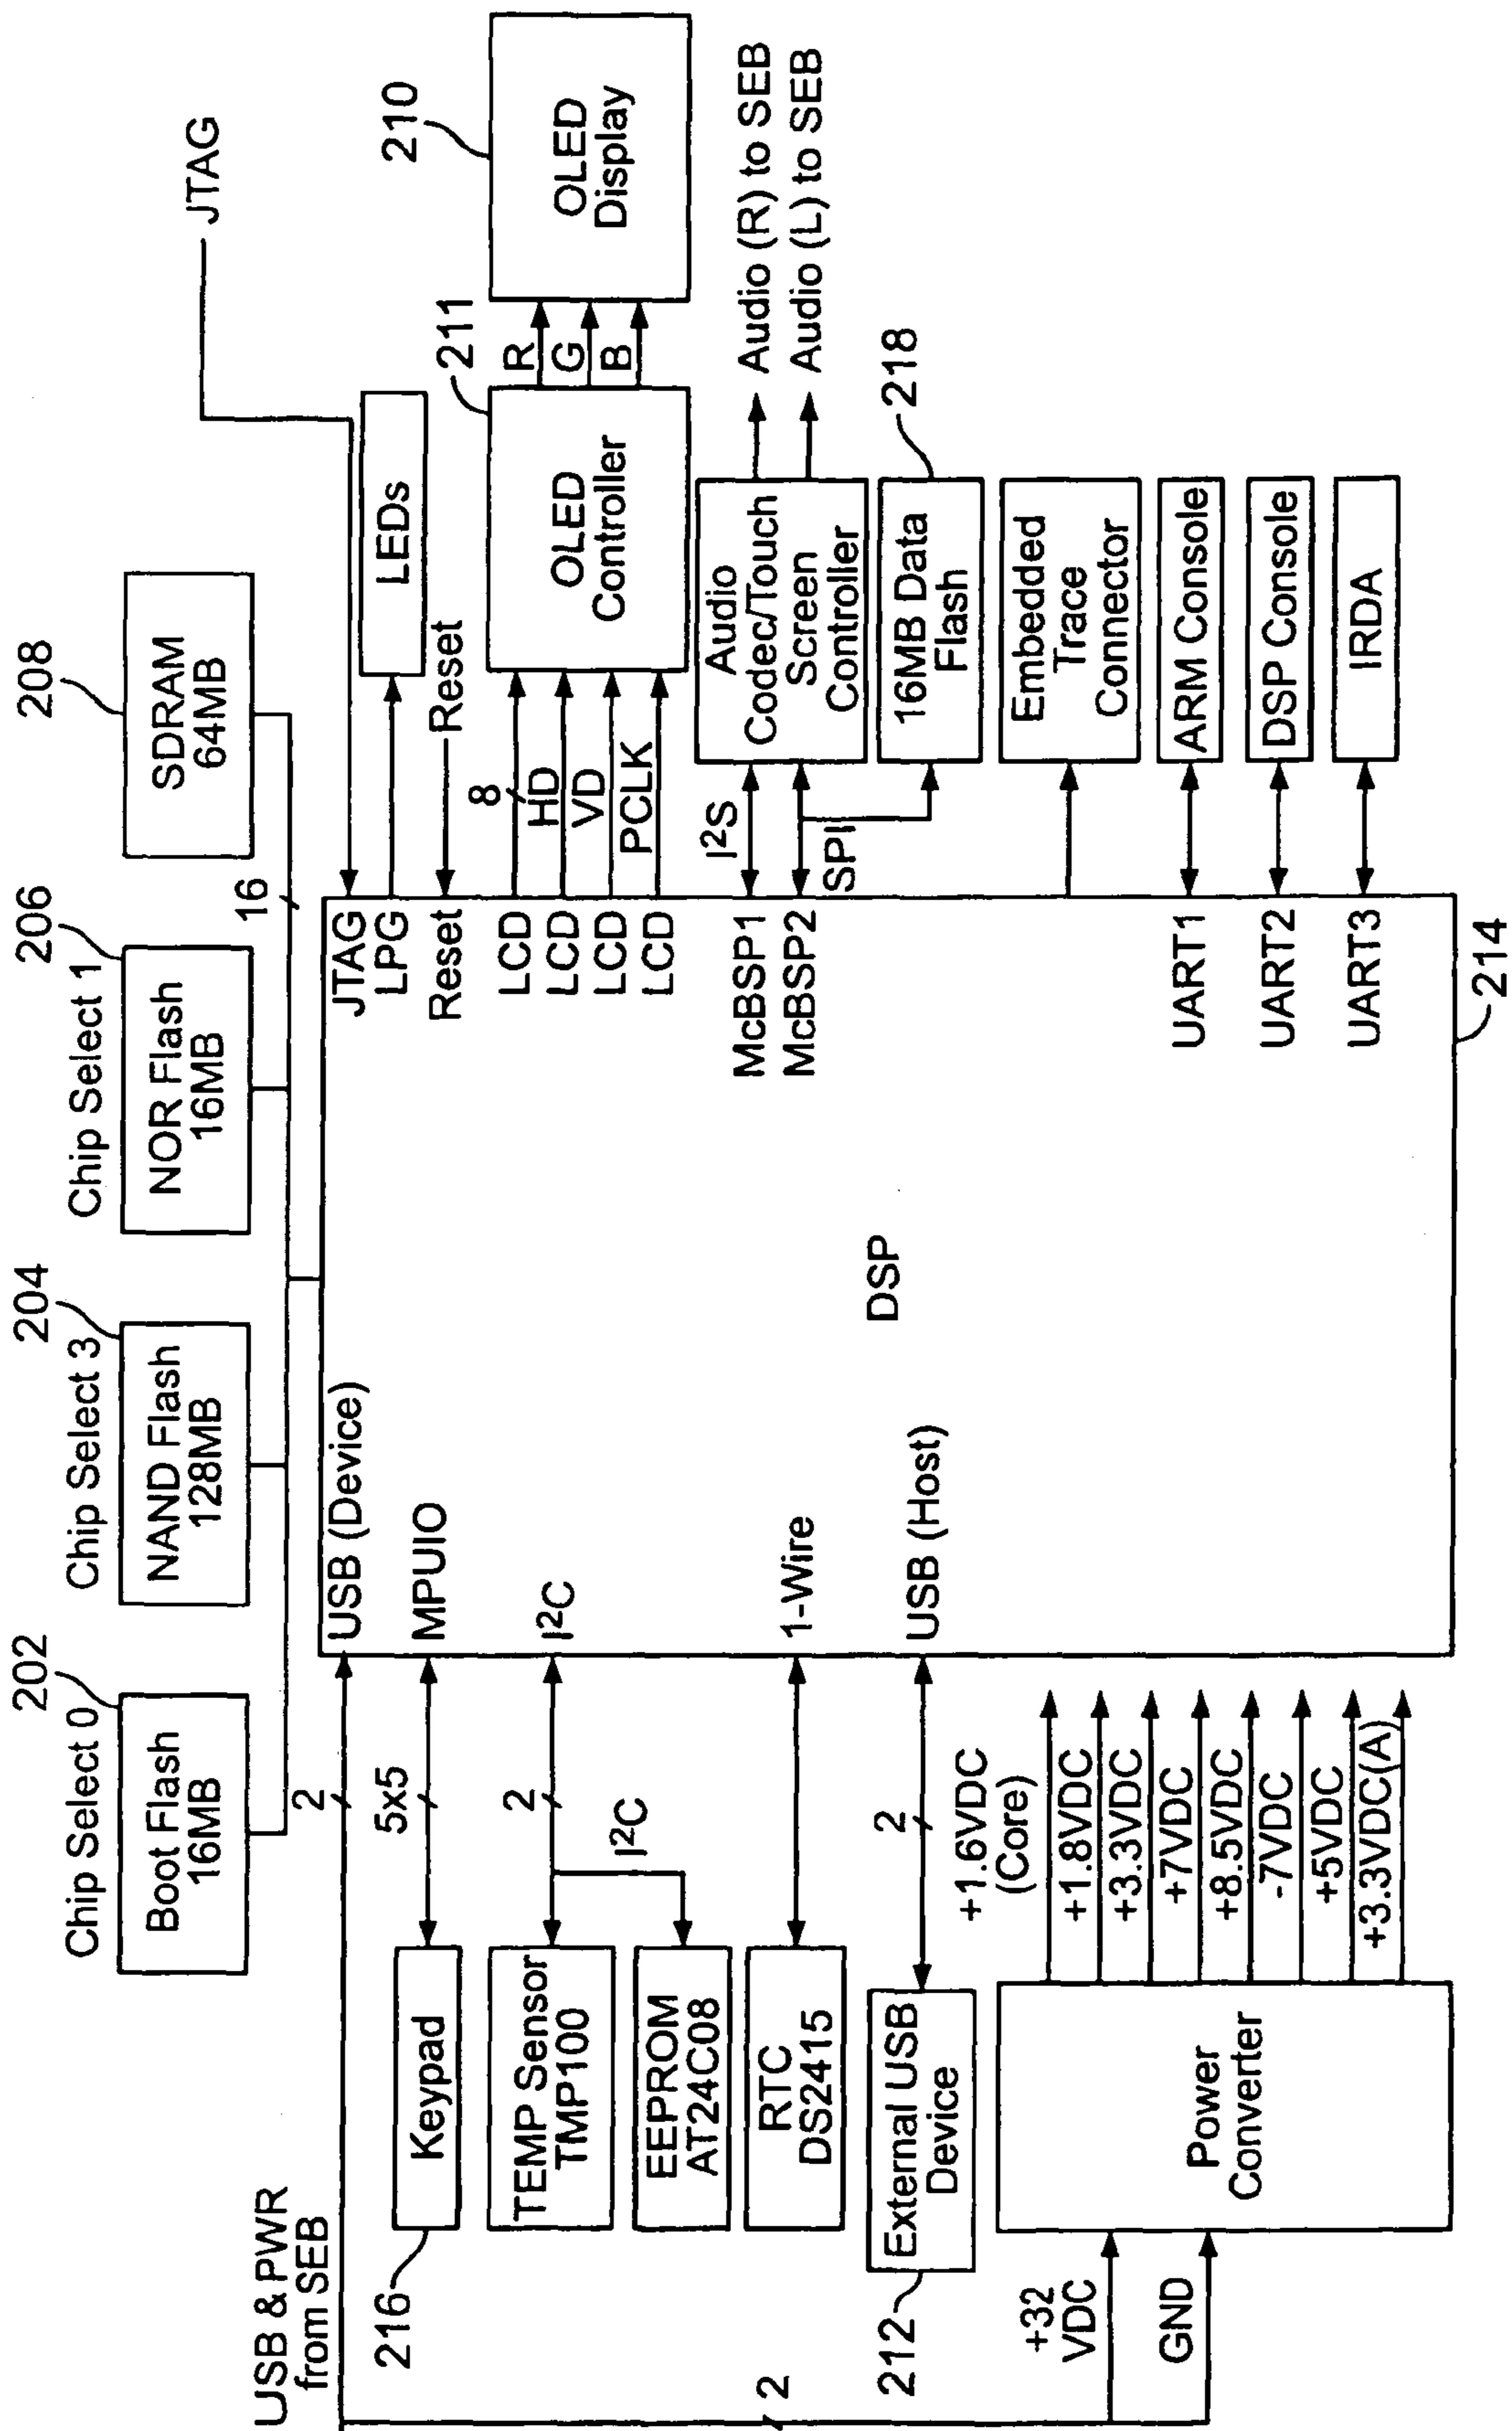 Chip Select 0
202
Boot Flash
16MB
Chip Select 3
204
NAND Flash
128MB
Chip Select 1
206
NOR Flash
16MB
208
SDRAM
64MB
16
JTAG
USB & PWR
from SEB
2
2
USB (Device)
216
Keypad
5x5
MPUIO
TEMP Sensor
TMP100
2
I²C
I²C
EEPROM
AT24C08
RTC
DS2415
1-Wire
212
External USB
Device
2
USB (Host)
+32
VDC
GND
Power
Converter
+1.6VDC
(Core)
+1.8VDC
+3.3VDC
+7VDC
+8.5VDC
-7VDC
+5VDC
+3.3VDC(A)
DSP
214
JTAG
LPG
LEDs
Reset
Reset
LCD
8
LCD
HD
LCD
VD
LCD
PCLK
211
OLED
Controller
R
G
B
210
OLED
Display
McBSP1
I²S
McBSP2
SPI
Audio
Codec/Touch
Screen
Controller
Audio (R) to SEB
Audio (L) to SEB
218
16MB Data
Flash
Embedded
Trace
Connector
UART1
ARM Console
UART2
DSP Console
UART3
IRDA